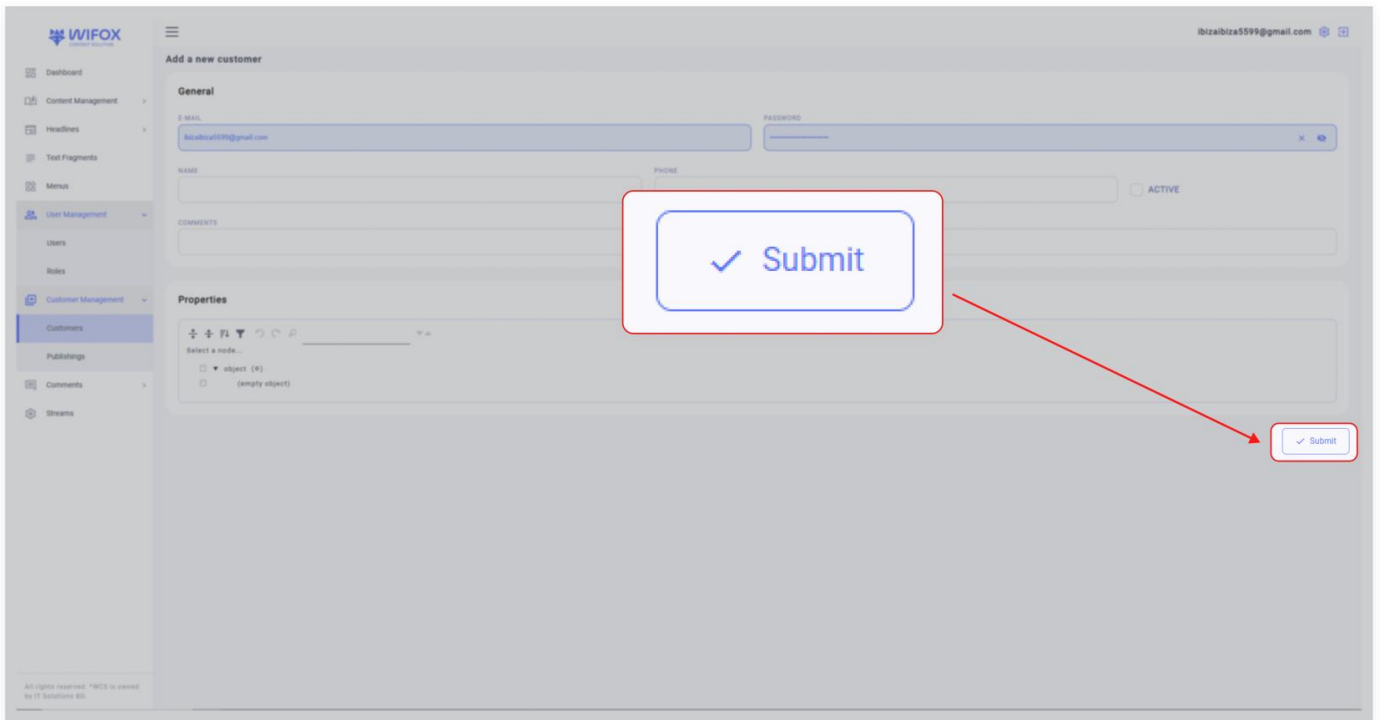 WIFOX
CONTENT SOLUTION
ibizaibiza5599@gmail.com
Add a new customer
Dashboard
General
Content Management
E-MAIL
PASSWORD
Headlines
ibizaibiza5599@gmail.com
Text Fragments
NAME
PHONE
Menus
ACTIVE
User Management
COMMENTS
Users
Submit
Roles
Customer Management
Properties
Customers
Select a node...
Publishings
object {0}
(empty object)
Comments
Streams
Submit
All rights reserved. *WCS is owned
by IT Solutions BG.